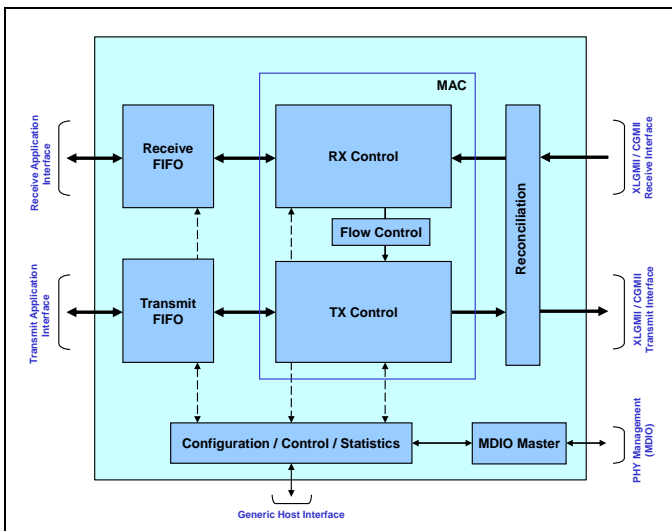 MAC
Receive Application
Interface
Receive
FIFO
RX Control
Reconciliation
XLGMII / CGMII
Receive Interface
Flow Control
Transmit Application
Interface
Transmit
FIFO
TX Control
XLGMII / CGMII
Transmit Interface
Configuration / Control / Statistics
MDIO Master
PHY Management
(MDIO)
Generic Host Interface